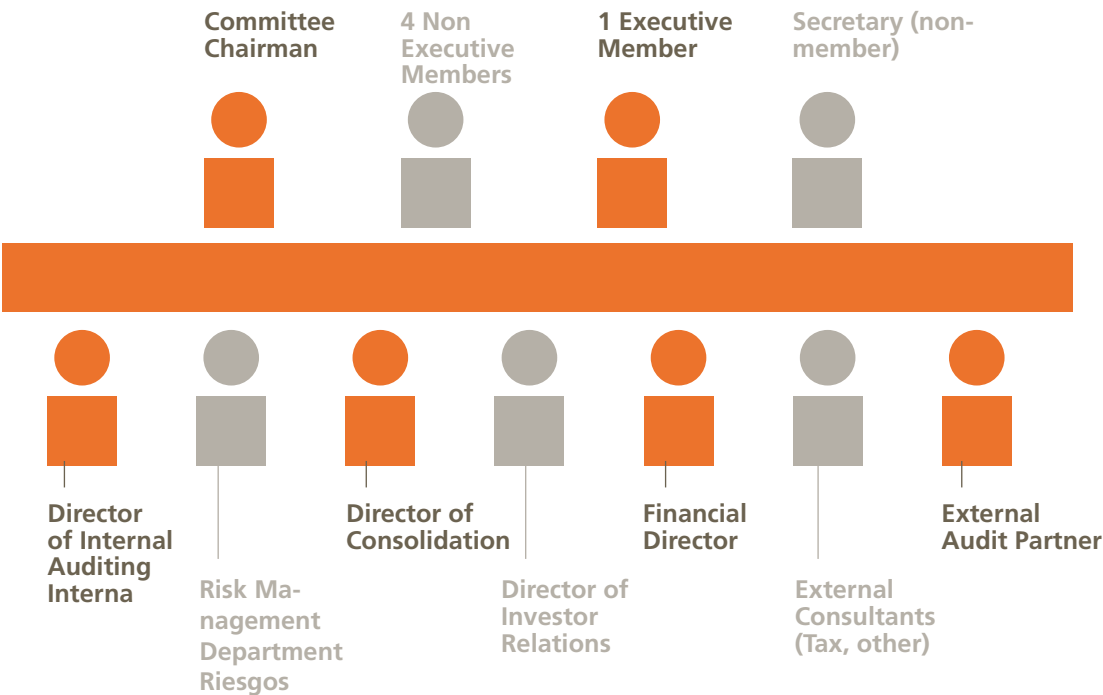 Committee
Chairman
4 Non
Executive
Members
1 Executive
Member
Secretary (non-
member)
Director
of Internal
Auditing
Interna
Risk Ma-
nagement
Department
Riesgos
Director of
Consolidation
Director of
Investor
Relations
Financial
Director
External
Consultants
(Tax, other)
External
Audit Partner